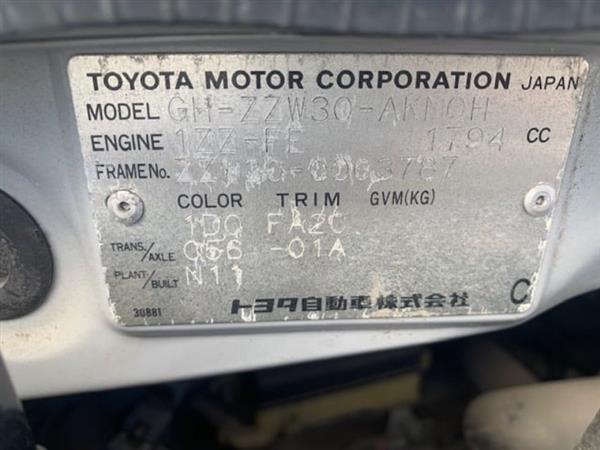 TOYOTA MOTOR CORPORATION JAPAN
MODEL GH-ZZW30-AKMQH
ENGINE 1ZZ-FE 1794 CC
FRAME No. ZZW30-0063787
COLOR TRIM GVM(KG)
1D0 FA20
TRANS./AXLE C56 -01A
PLANT/BUILT N11
30881 トヨタ自動車株式会社 C